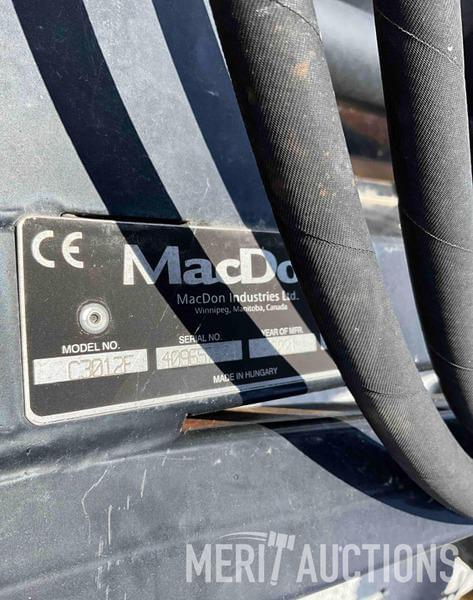 CE
MacDo
MacDon Industries Ltd.
Winnipeg, Manitoba, Canada
MODEL NO. SERIAL NO. YEAR OF MFR.
C3012F
MADE IN HUNGARY
MERIT AUCTIONS